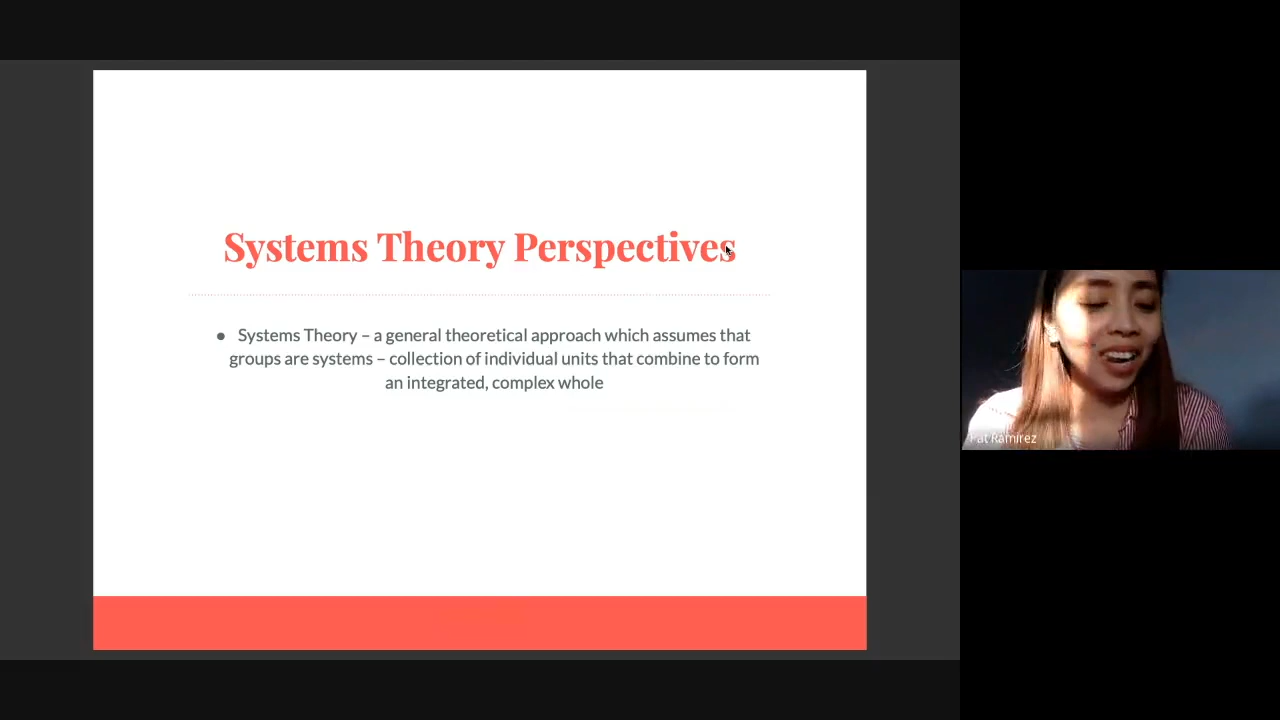 Systems Theory Perspectives
● Systems Theory – a general theoretical approach which assumes that
groups are systems – collection of individual units that combine to form
an integrated, complex whole
Pat Ramirez